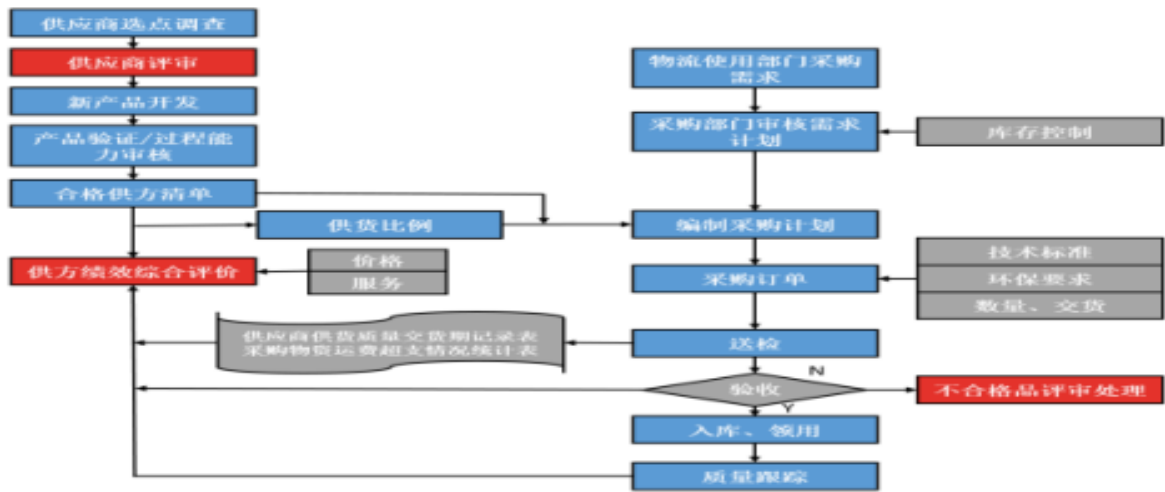 供应商选点调查
供应商评审
新产品开发
产品验证/过程能
力审核
合格供方清单
供货比例
供方绩效综合评价
价格
服务
供应商供货质量交货期记录表
采购物资运费超支情况统计表
物流使用部门采购
需求
采购部门审核需求
计划
库存控制
编制采购计划
采购订单
技术标准
环保要求
数量、交货
送检
验收
N
Y
不合格品评审处理
入库、领用
质量跟踪